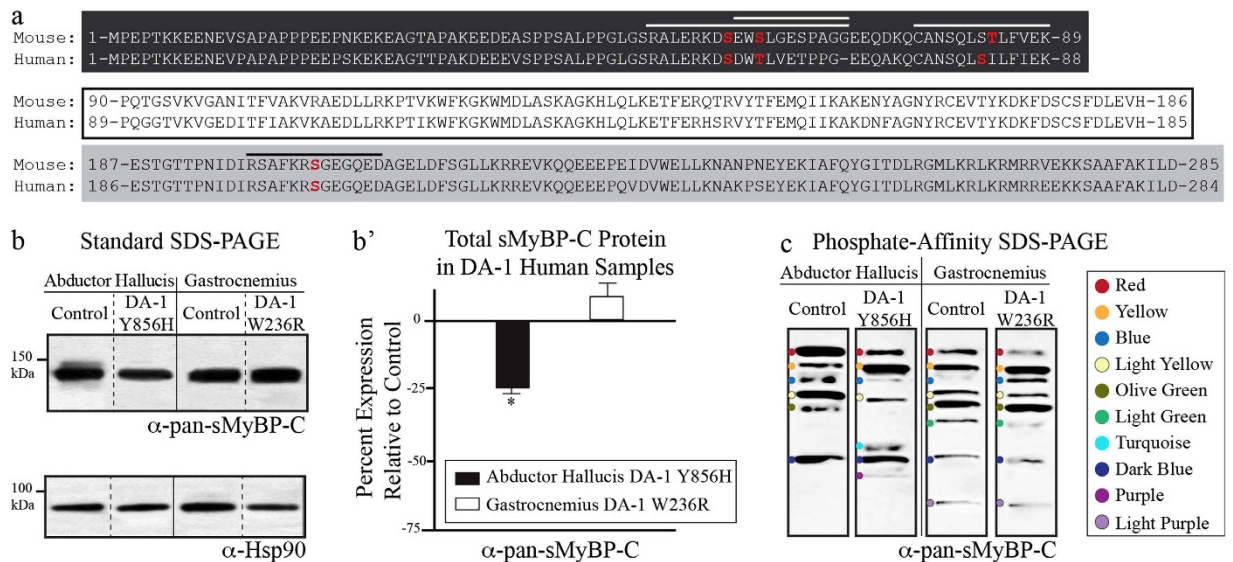 a
Mouse: 1-MPEPTKKEENEVSAPAPPPEEPNKEKEAGTAPAKEEDEASPPSALPPGLGSRALERKDSEWSLGESPAGGEEQDKQCANSQLSTLFVEK-89
Human: 1-MPEPTKKEENEVPAPAPPPEEPSKEKEAGTTPAKDEEDETSPPSALPPGLGSRALERKDSDWTLVETPPG-EEQAKQCANSQLSILFIEK-88
Mouse: 90-PQTGSVKVGANITFVAKVRAEDLLRKPTVKWFKGKWMDLASKAGKHLQLKETFERQTRVYTFEMQIIKAKENYAGNYRCEVTYKDKFDSCSFDLEVH-186
Human: 89-PQGGTVKVGEDITFIAKVKAEDLLRKPTIKWFKGKWMDLASKAGKHLQLKETFERHSRVYTFEMQIIKAKDNFAGNYRCEVTYKDKFDSCSFDLEVH-185
Mouse: 187-ESTGTTPNIDIRSAFKRSGEGQEDAGELDFSGLLKRREVKQQEEEPEIDVWELLKNANPNEYEKIAFQYGITDLRGMLKRLKRMRRVEKKSAAFAKILD-285
Human: 186-ESTGTTPNIDIRSAFKRSGEGQEDAGELDFSGLLKRREVKQQEEEPQVDVWELLKNAKPSEYEKIAFQYGITDLRGMLKRLKRMRREEKKSAAFAKILD-284
b Standard SDS-PAGE
Abductor Hallucis Gastrocnemius
Control DA-1 Y856H Control DA-1 W236R
150 kDa
α-pan-sMyBP-C
100 kDa
α-Hsp90
b’ Total sMyBP-C Protein
in DA-1 Human Samples
Percent Expression
Relative to Control
0
-25
*
-50
-75
Abductor Hallucis DA-1 Y856H
Gastrocnemius DA-1 W236R
α-pan-sMyBP-C
c Phosphate-Affinity SDS-PAGE
Abductor Hallucis Gastrocnemius
Control DA-1 Y856H Control DA-1 W236R
α-pan-sMyBP-C
Red
Yellow
Blue
Light Yellow
Olive Green
Light Green
Turquoise
Dark Blue
Purple
Light Purple